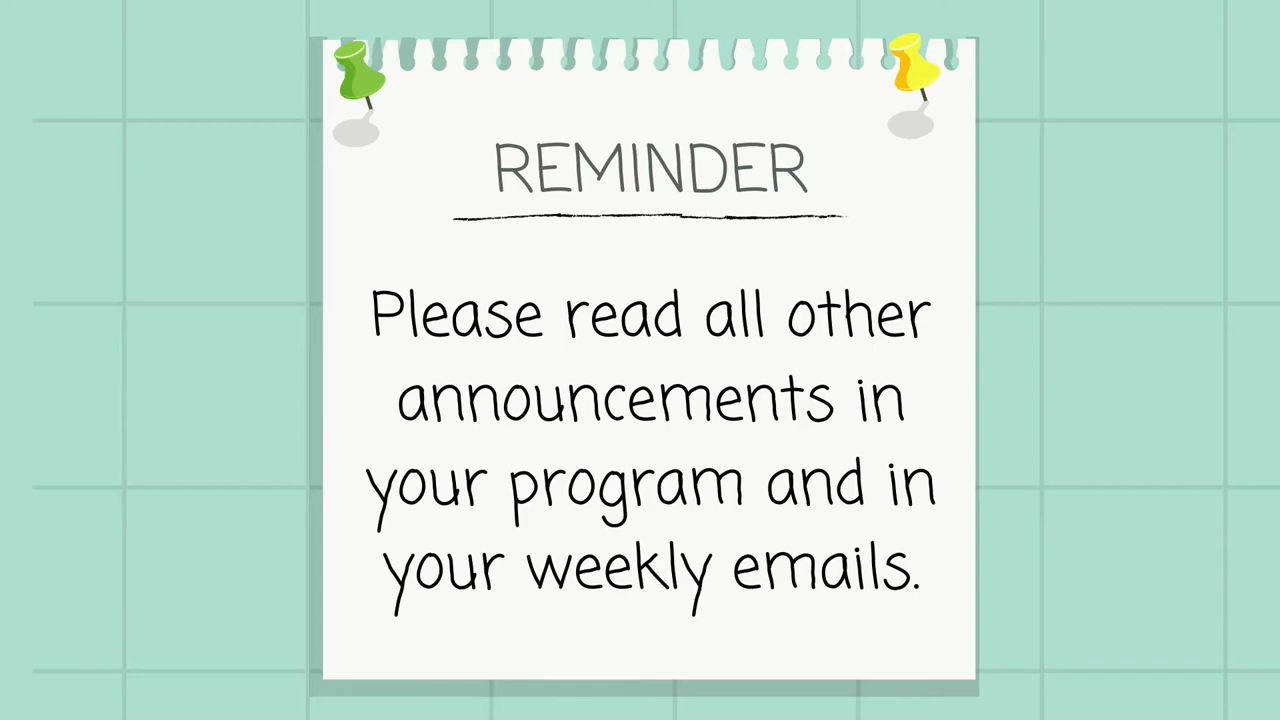 REMINDER
Please read all other
announcements in
your program and in
your weekly emails.